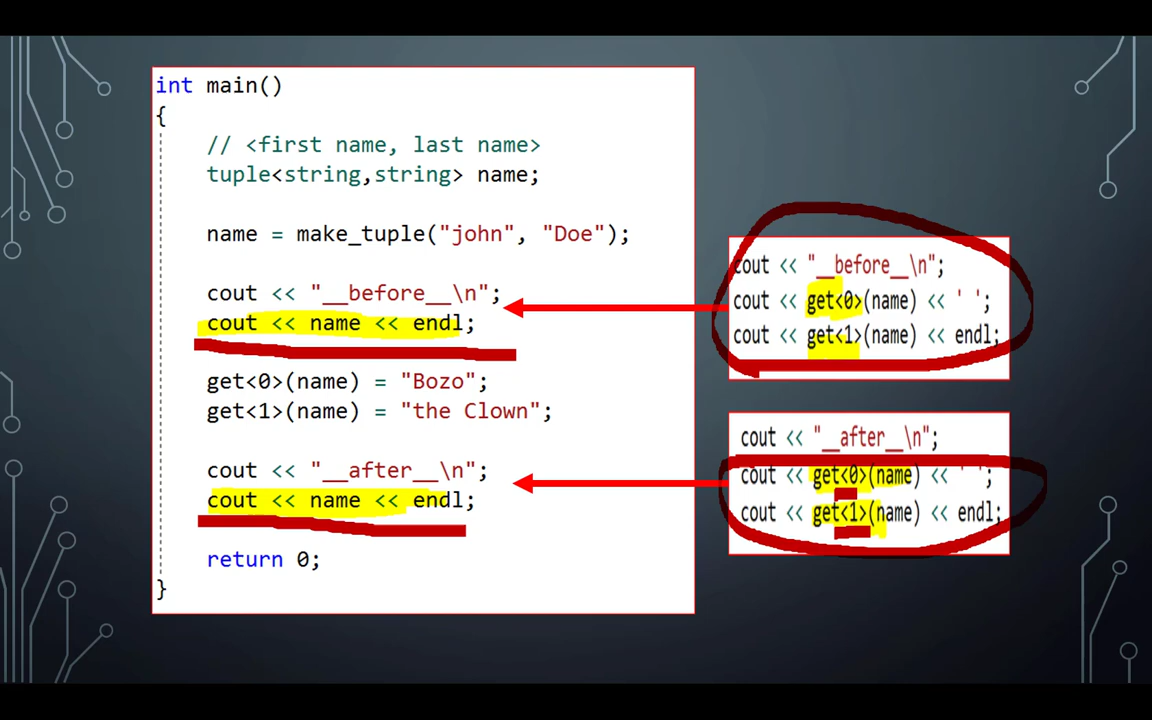 int main()
{
// <first name, last name>
tuple<string,string> name;
name = make_tuple("john", "Doe");
cout << "__before__\n";
cout << name << endl;
get<0>(name) = "Bozo";
get<1>(name) = "the Clown";
cout << "__after__\n";
cout << name << endl;
return 0;
}
cout << "__before__\n";
cout << get<0>(name) << ' ';
cout << get<1>(name) << endl;
cout << "__after__\n";
cout << get<0>(name) << ' ';
cout << get<1>(name) << endl;